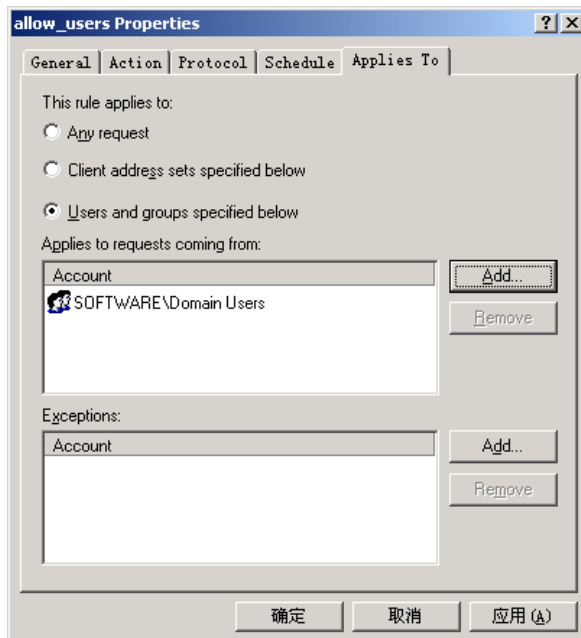 allow_users Properties
General Action Protocol Schedule Applies To
This rule applies to:
Any request
Client address sets specified below
Users and groups specified below
Applies to requests coming from:
Account
Add...
SOFTWARE\Domain Users
Remove
Exceptions:
Account
Add...
Remove
确定 取消 应用(A)